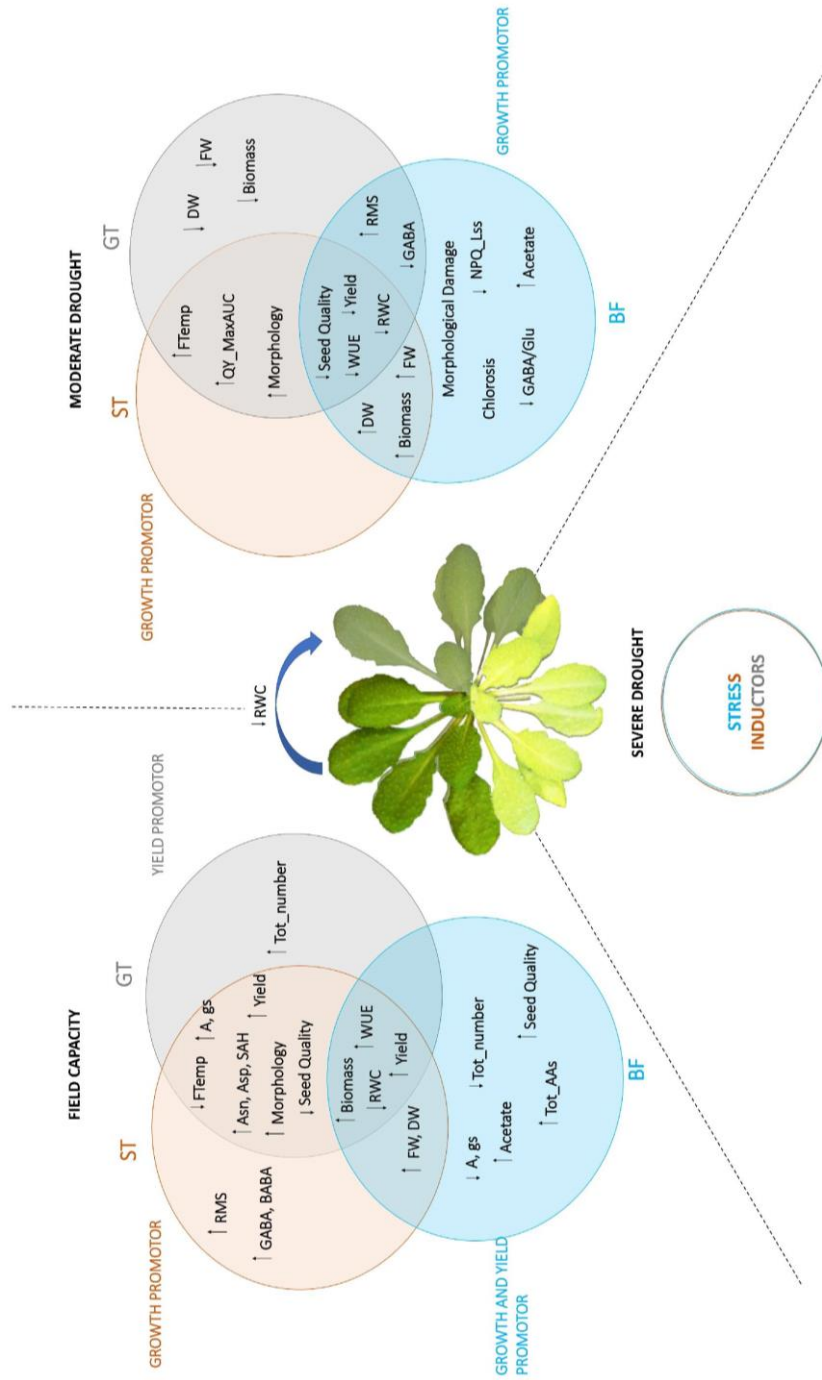 FIELD CAPACITY
ST
GT
GROWTH PROMOTOR
YIELD PROMOTOR
↑RMS
↑GABA, BABA
↓FTemp
↑A, gs
↑Asn, Asp, SAH
↑Yield
↑Morphology
↓Seed Quality
↑Tot_number
↑Biomass
↑WUE
↓RWC
↑Yield
↑FW, DW
↓A, gs
↓Tot_number
↑Acetate
↑Tot_AAs
↑Seed Quality
BF
GROWTH AND YIELD
PROMOTOR
↓RWC
MODERATE DROUGHT
ST
GT
GROWTH PROMOTOR
↑FTemp
↑QY_MaxAUC
↑Morphology
↓DW
↓FW
↓Biomass
↓Seed Quality
↓WUE
↓Yield
↓RWC
↑RMS
↓GABA
↑DW
↑Biomass
↑FW
Morphological Damage
Chlorosis
↓NPQ_Lss
↓GABA/Glu
↑Acetate
BF
GROWTH PROMOTOR
SEVERE DROUGHT
STRESS
INDUCTORS